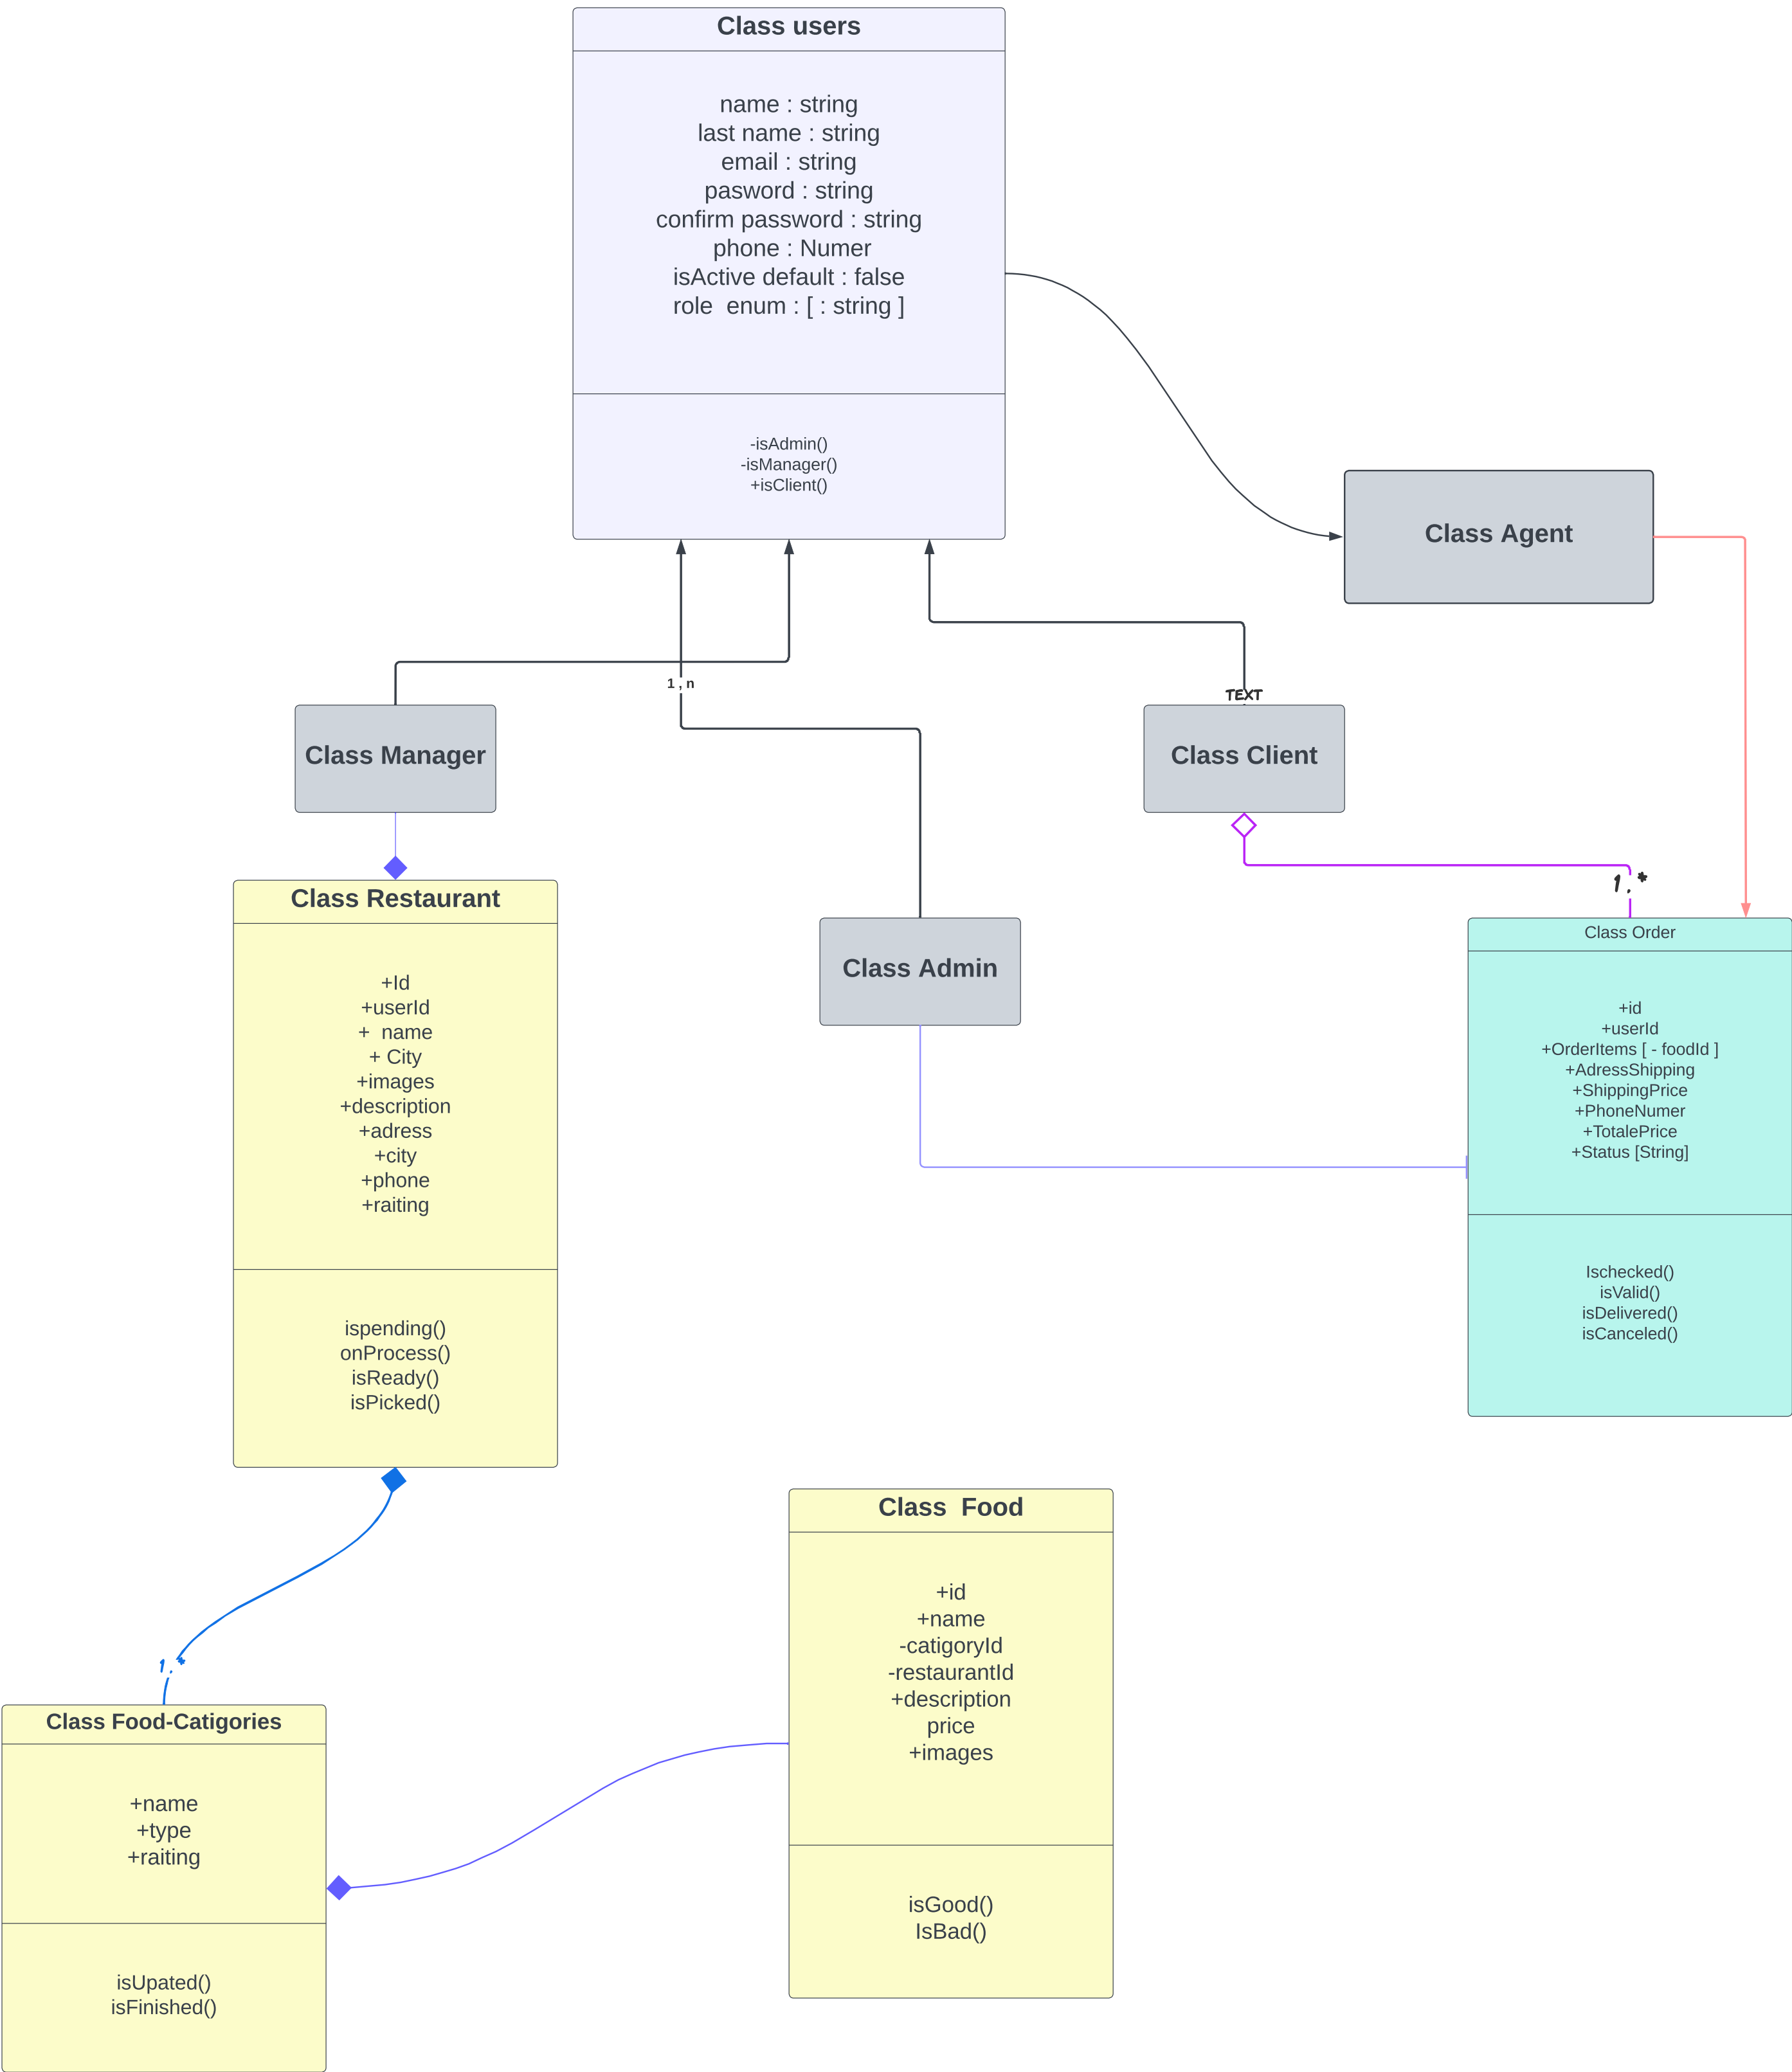 Class users
name : string
last name : string
email : string
pasword : string
confirm password : string
phone : Numer
isActive default : false
role  enum : [ : string ]
-isAdmin()
-isManager()
+isClient()
Class Agent
1 , n
TEXT
Class Manager
Class Client
1 . *
Class Restaurant
+Id
+userId
+  name
+ City
+images
+description
+adress
+city
+phone
+raiting
ispending()
onProcess()
isReady()
isPicked()
Class Admin
Class Order
+id
+userId
+OrderItems [ - foodId ]
+AdressShipping
+ShippingPrice
+PhoneNumer
+TotalePrice
+Status [String]
Ischecked()
isValid()
isDelivered()
isCanceled()
Class  Food
+id
+name
-catigoryId
-restaurantId
+description
price
+images
isGood()
IsBad()
1 . *
Class Food-Catigories
+name
+type
+raiting
isUpated()
isFinished()